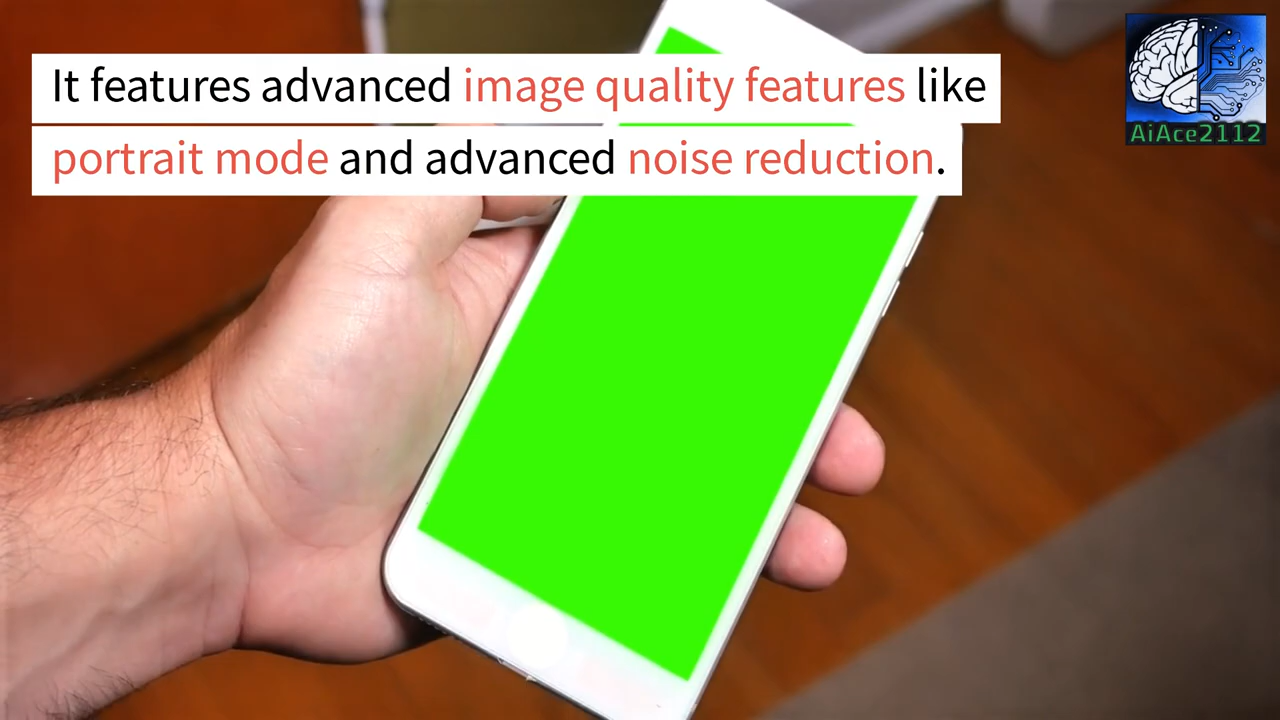 It features advanced image quality features like
portrait mode and advanced noise reduction.
AiAce2112